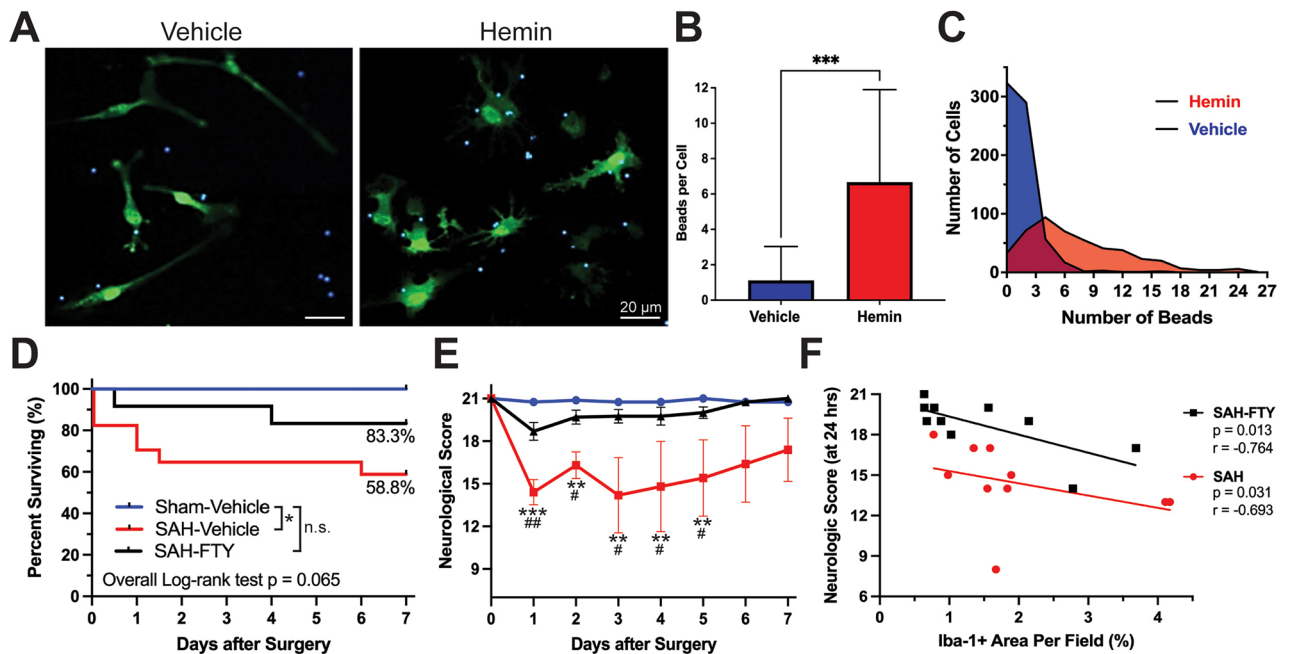 A
Vehicle
Hemin
20 µm
B
***
12
10
8
6
4
2
0
Beads per Cell
Vehicle
Hemin
C
Number of Cells
300
200
100
0
Hemin
Vehicle
0 3 6 9 12 15 18 21 24 27
Number of Beads
D
Percent Surviving (%)
100
80
60
40
20
0
83.3%
58.8%
Sham-Vehicle
SAH-Vehicle
SAH-FTY
*
n.s.
Overall Log-rank test p = 0.065
0 1 2 3 4 5 6 7
Days after Surgery
E
Neurological Score
21
18
15
12
9
***
##
**
#
**
#
**
#
**
#
0 1 2 3 4 5 6 7
Days after Surgery
F
Neurologic Score (at 24 hrs)
21
18
15
12
9
6
0 1 2 3 4
Iba-1+ Area Per Field (%)
SAH-FTY
p = 0.013
r = -0.764
SAH
p = 0.031
r = -0.693